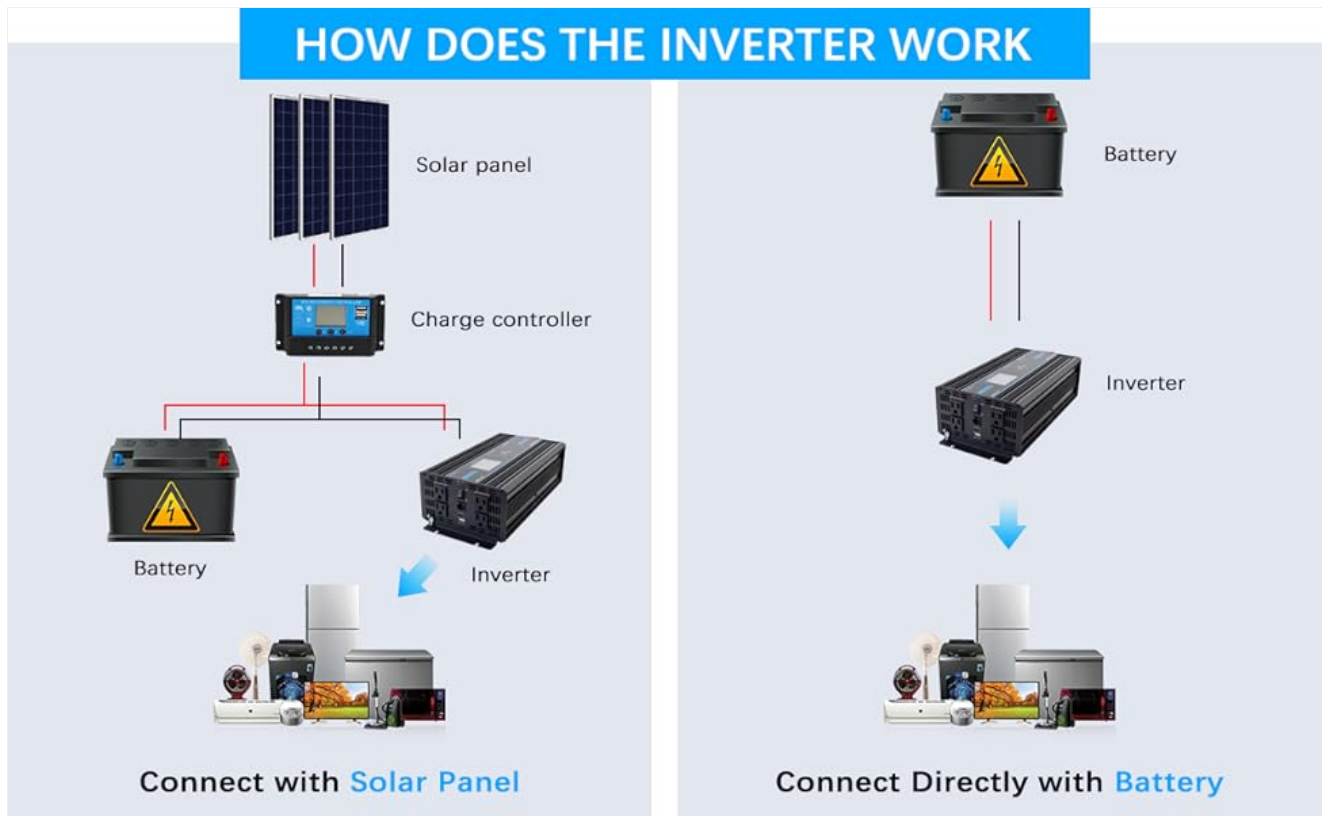 HOW DOES THE INVERTER WORK
Solar panel
Charge controller
Battery
Inverter
Connect with Solar Panel
Battery
Inverter
Connect Directly with Battery